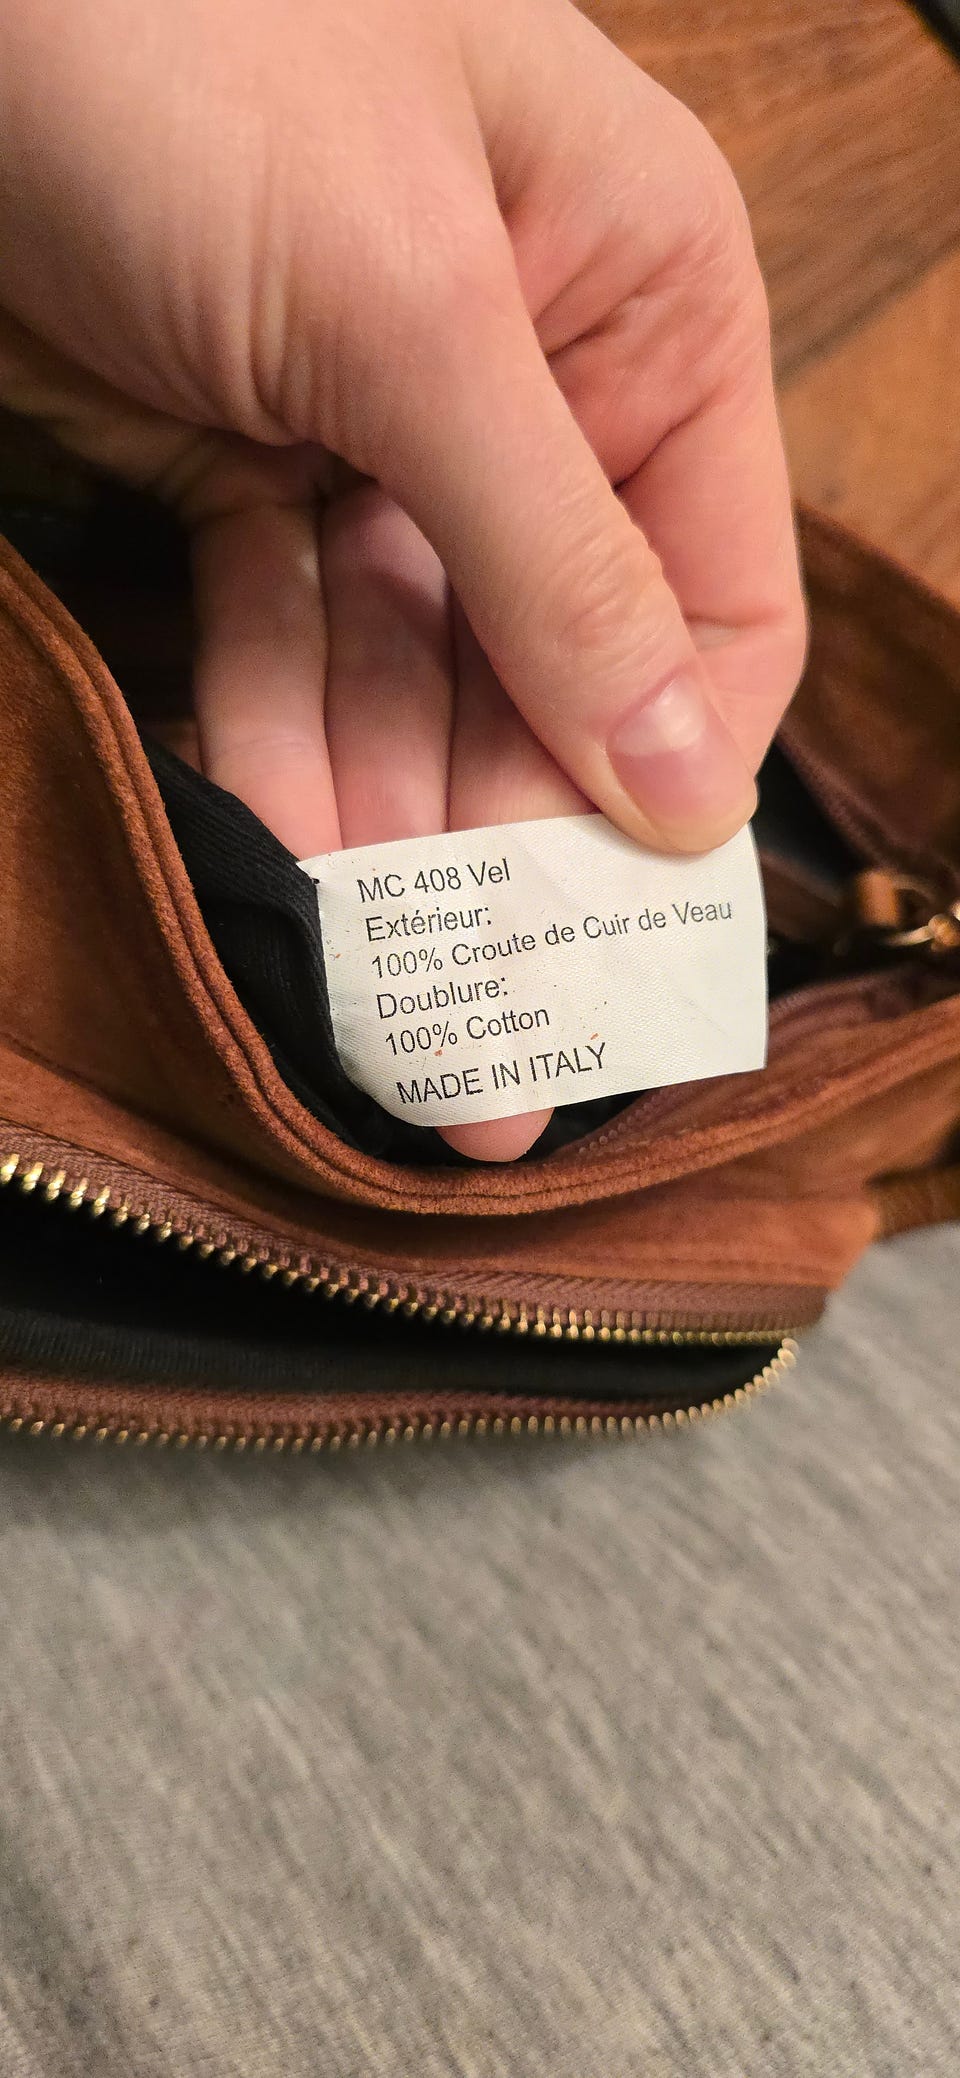 MC 408 Vel
Extérieur:
100% Croute de Cuir de Veau
Doublure:
100% Cotton
MADE IN ITALY